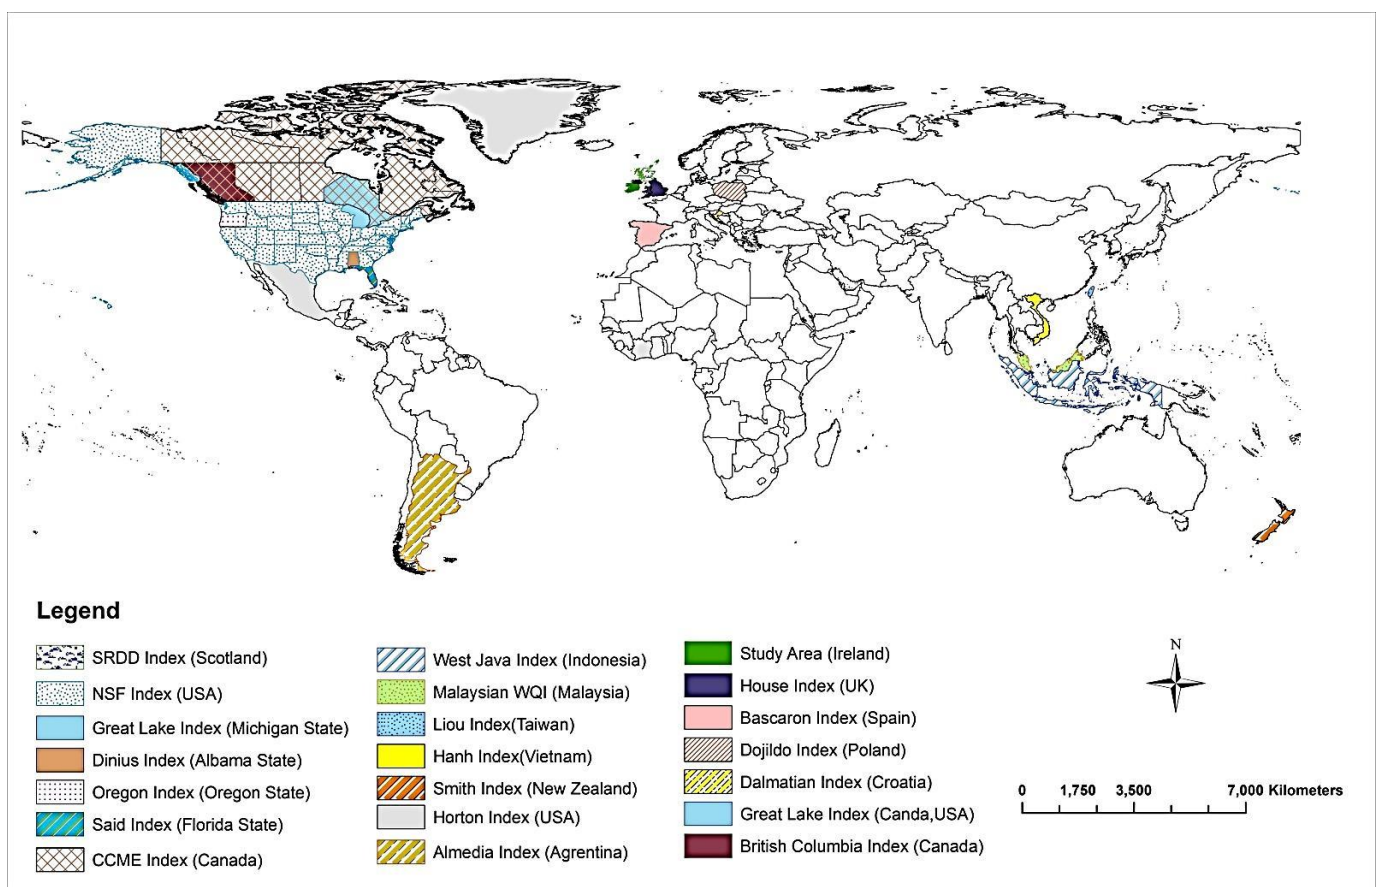 Legend
SRDD Index (Scotland)
NSF Index (USA)
Great Lake Index (Michigan State)
Dinius Index (Albama State)
Oregon Index (Oregon State)
Said Index (Florida State)
CCME Index (Canada)
West Java Index (Indonesia)
Malaysian WQI (Malaysia)
Liou Index(Taiwan)
Hanh Index(Vietnam)
Smith Index (New Zealand)
Horton Index (USA)
Almedia Index (Agrentina)
Study Area (Ireland)
House Index (UK)
Bascaron Index (Spain)
Dojildo Index (Poland)
Dalmatian Index (Croatia)
Great Lake Index (Canda,USA)
British Columbia Index (Canada)
N
0 1,750 3,500 7,000 Kilometers